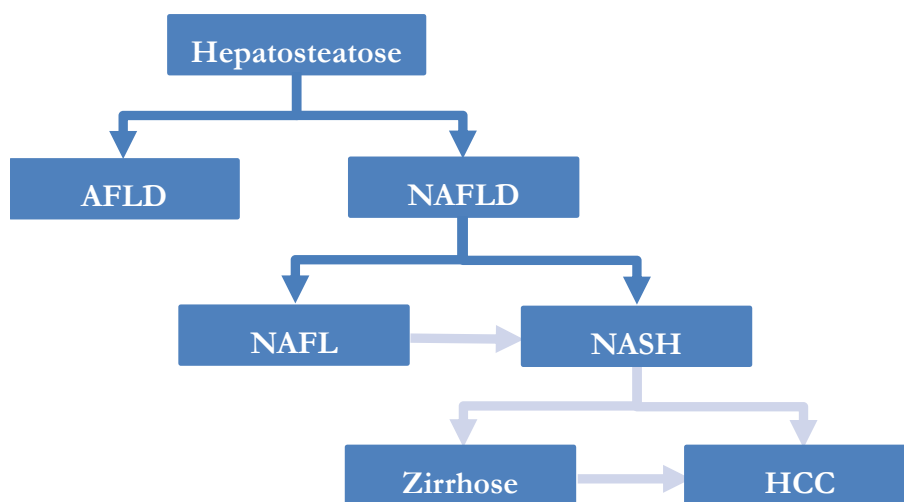 Hepatosteatose
AFLD
NAFLD
NAFL
NASH
Zirrhose
HCC